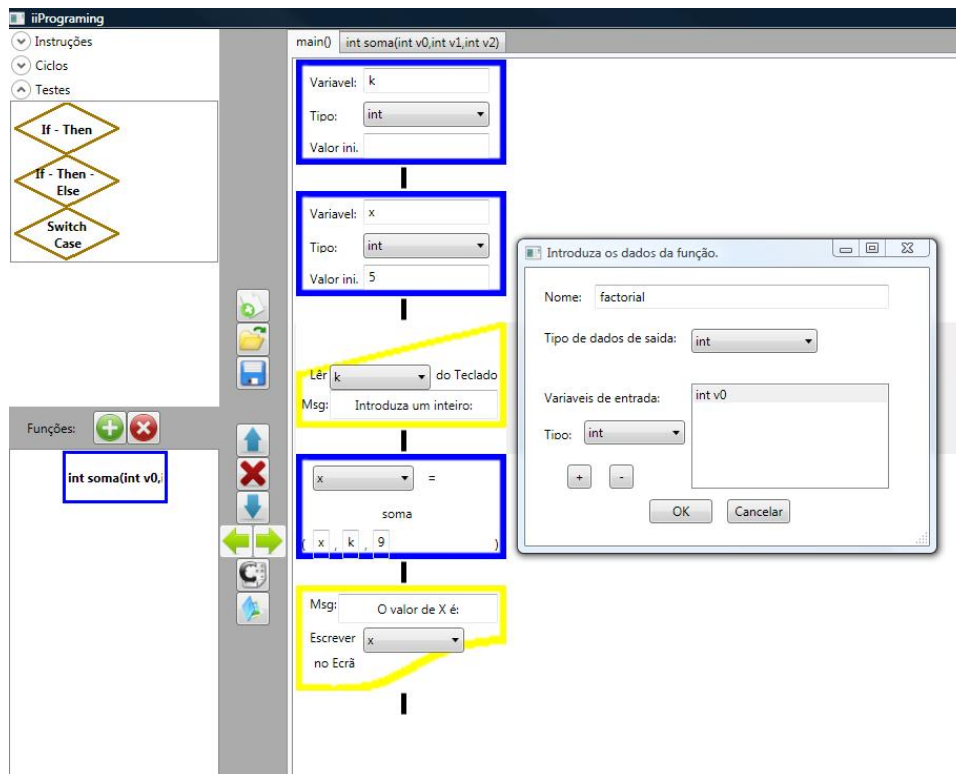 iiPrograming
Instruções
Ciclos
Testes
If - Then
If - Then -
Else
Switch
Case
Funções:
int soma(int v0,i
main()
int soma(int v0,int v1,int v2)
Variavel: k
Tipo: int
Valor ini.
Variavel: x
Tipo: int
Valor ini. 5
Lêr k do Teclado
Msg: Introduza um inteiro:
x =
soma
( x , k , 9 )
Msg: O valor de X é:
Escrever x
no Ecrã
Introduza os dados da função.
Nome: factorial
Tipo de dados de saida: int
Variaveis de entrada: int v0
Tipo: int
+ -
OK Cancelar